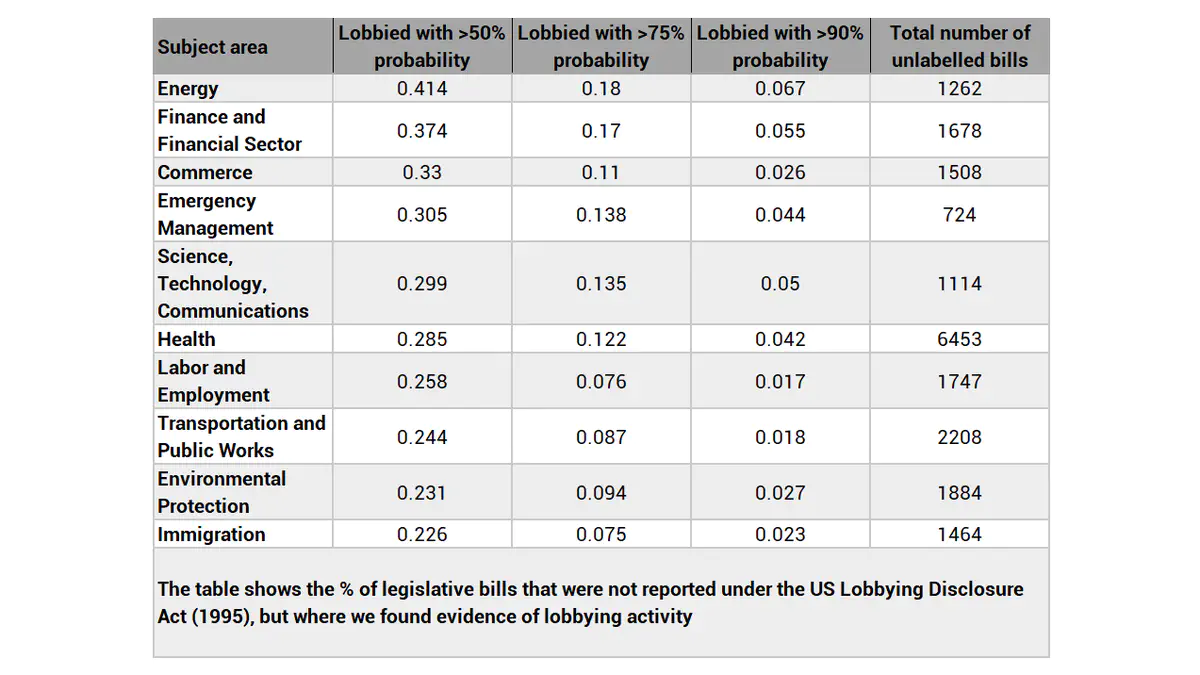 Subject area
Lobbied with >50% probability
Lobbied with >75% probability
Lobbied with >90% probability
Total number of unlabelled bills
Energy 0.414 0.18 0.067 1262
Finance and Financial Sector 0.374 0.17 0.055 1678
Commerce 0.33 0.11 0.026 1508
Emergency Management 0.305 0.138 0.044 724
Science, Technology, Communications 0.299 0.135 0.05 1114
Health 0.285 0.122 0.042 6453
Labor and Employment 0.258 0.076 0.017 1747
Transportation and Public Works 0.244 0.087 0.018 2208
Environmental Protection 0.231 0.094 0.027 1884
Immigration 0.226 0.075 0.023 1464
The table shows the % of legislative bills that were not reported under the US Lobbying Disclosure
Act (1995), but where we found evidence of lobbying activity